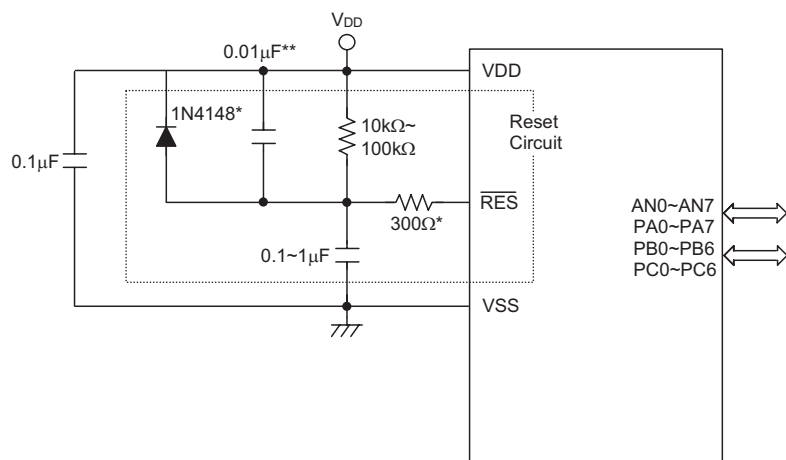 VDD
0.01μF**
VDD
1N4148*
10kΩ~
100kΩ
Reset
Circuit
0.1μF
RES
300Ω*
AN0~AN7
PA0~PA7
PB0~PB6
PC0~PC6
0.1~1μF
VSS